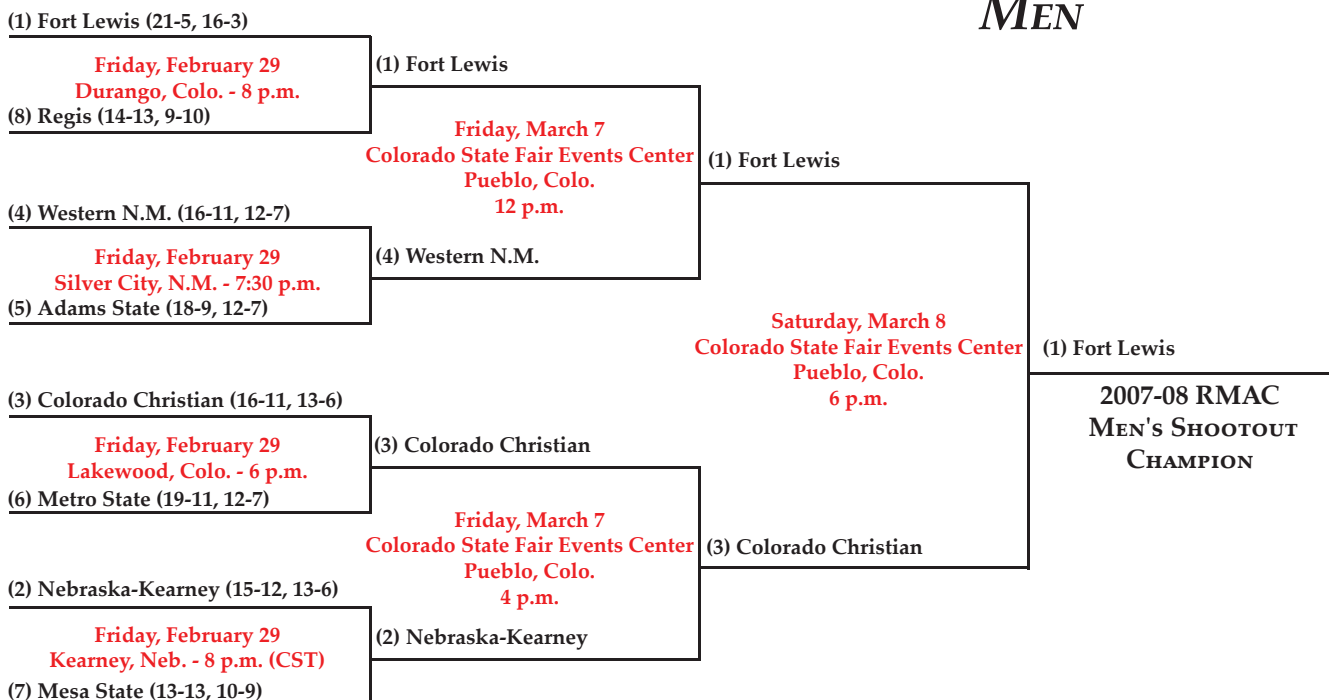 MEN
(1) Fort Lewis (21-5, 16-3)
Friday, February 29
Durango, Colo. - 8 p.m.
(8) Regis (14-13, 9-10)
(1) Fort Lewis
Friday, March 7
Colorado State Fair Events Center
Pueblo, Colo.
12 p.m.
(1) Fort Lewis
(4) Western N.M. (16-11, 12-7)
Friday, February 29
Silver City, N.M. - 7:30 p.m.
(5) Adams State (18-9, 12-7)
(4) Western N.M.
Saturday, March 8
Colorado State Fair Events Center
Pueblo, Colo.
6 p.m.
(1) Fort Lewis
2007-08 RMAC
Men's Shootout
Champion
(3) Colorado Christian (16-11, 13-6)
Friday, February 29
Lakewood, Colo. - 6 p.m.
(6) Metro State (19-11, 12-7)
(3) Colorado Christian
Friday, March 7
Colorado State Fair Events Center
Pueblo, Colo.
4 p.m.
(3) Colorado Christian
(2) Nebraska-Kearney (15-12, 13-6)
Friday, February 29
Kearney, Neb. - 8 p.m. (CST)
(7) Mesa State (13-13, 10-9)
(2) Nebraska-Kearney